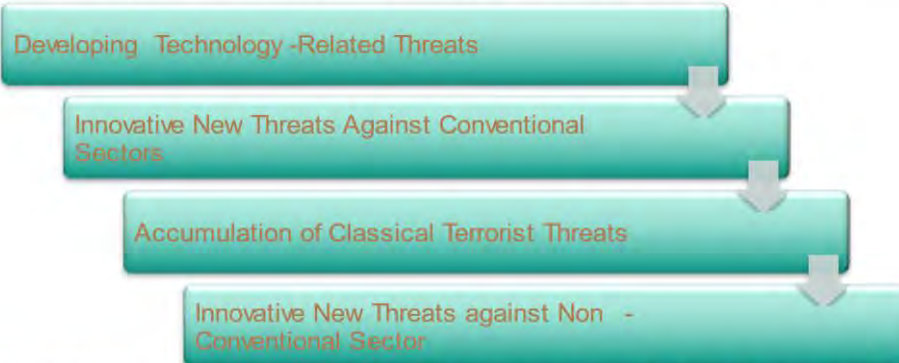 Developing Technology -Related Threats
Innovative New Threats Against Conventional
Sectors
Accumulation of Classical Terrorist Threats
Innovative New Threats against Non -
Conventional Sector